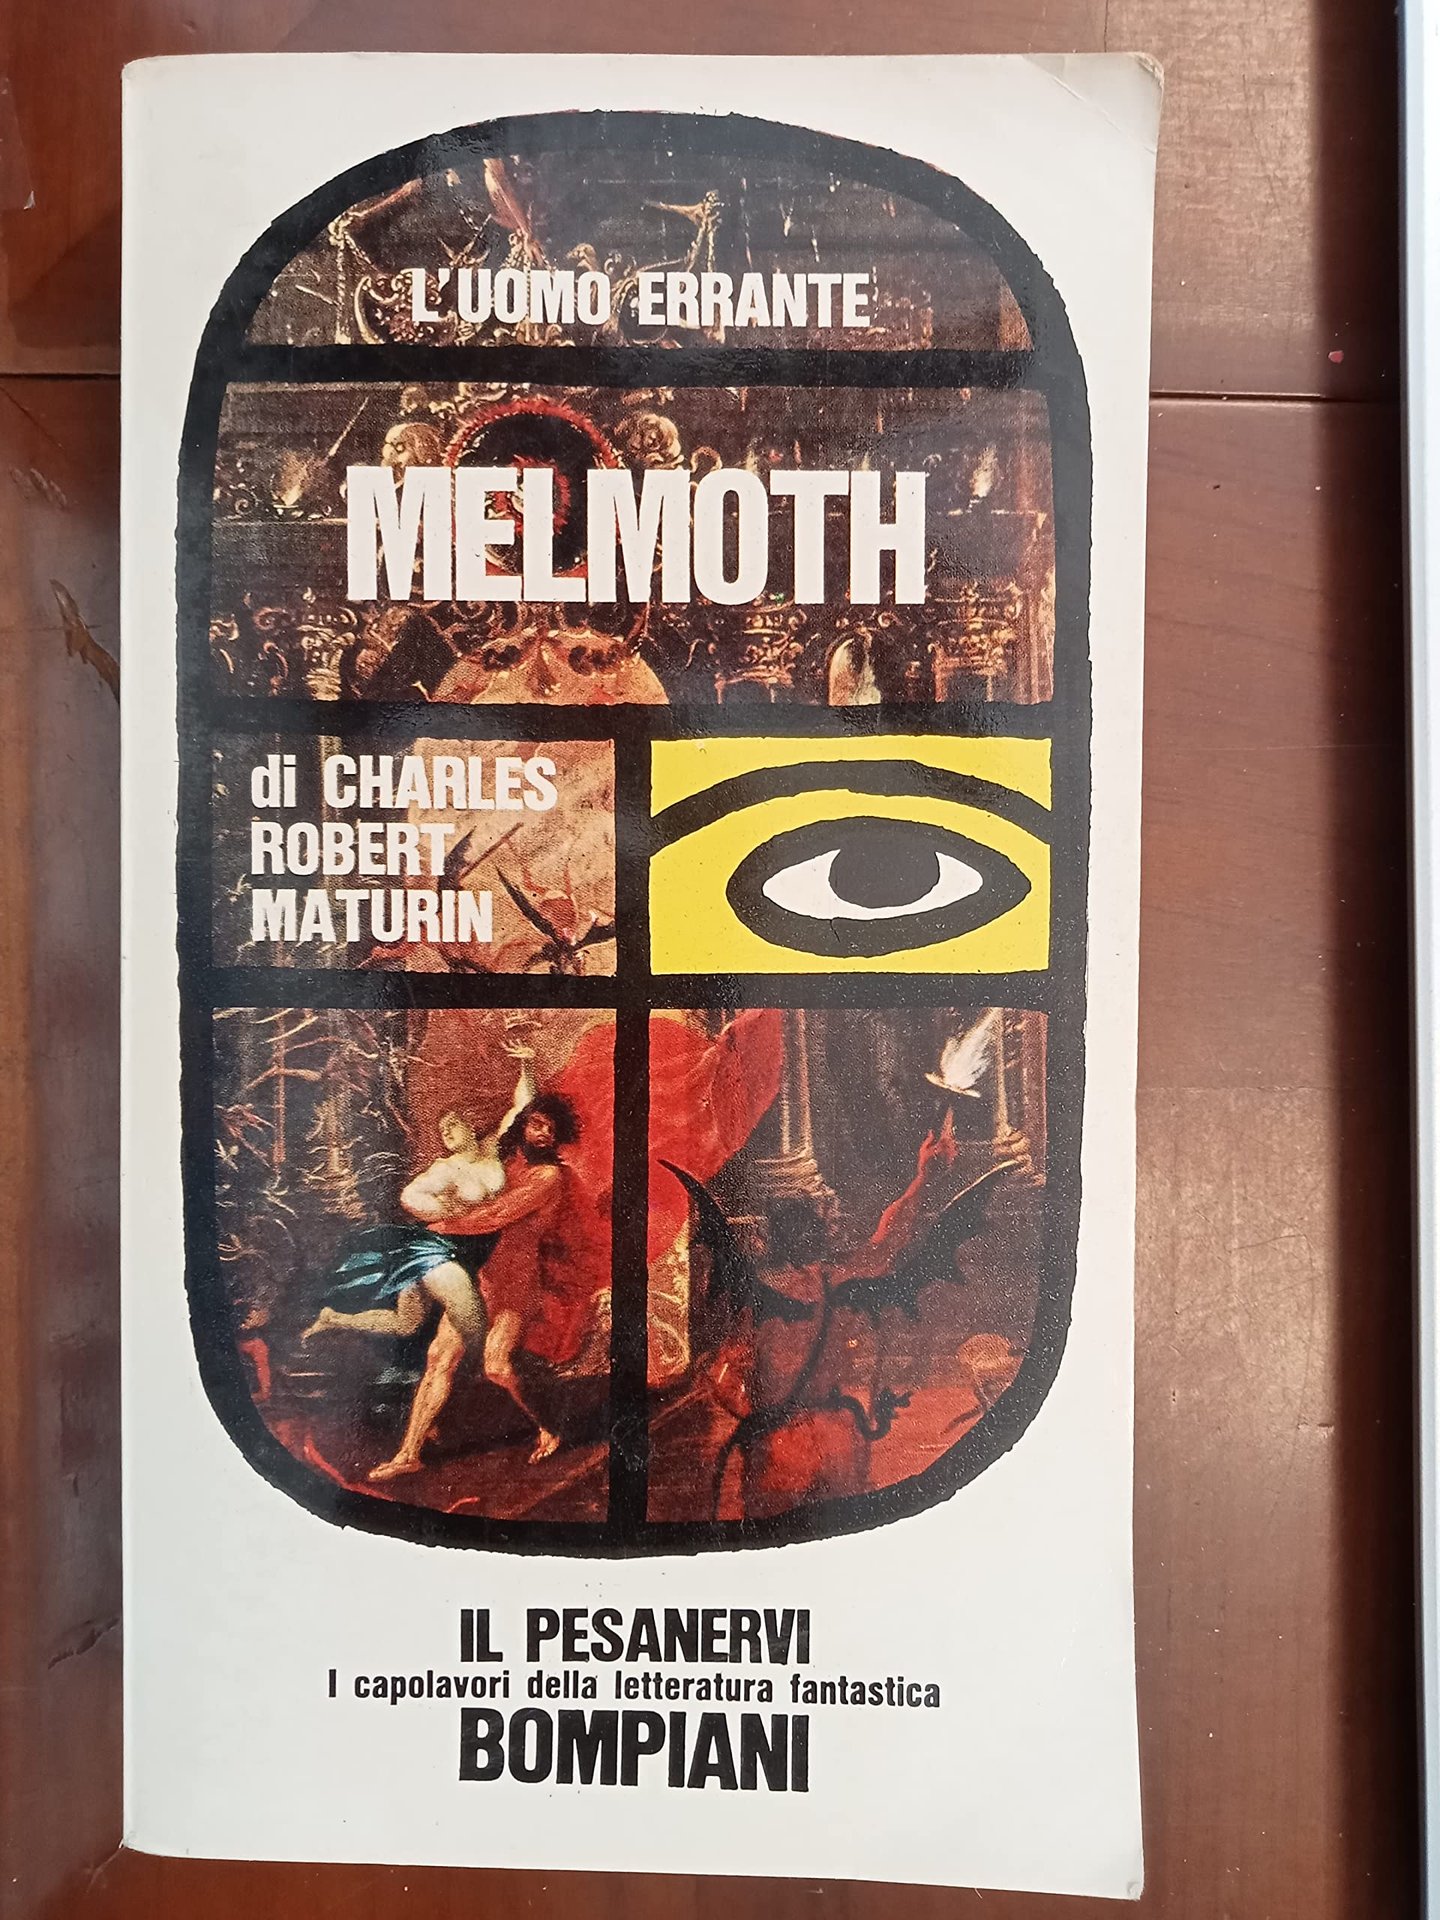 L'UOMO ERRANTE
MELMOTH
di CHARLES
ROBERT
MATURIN
IL PESANERVI
I capolavori della letteratura fantastica
BOMPIANI